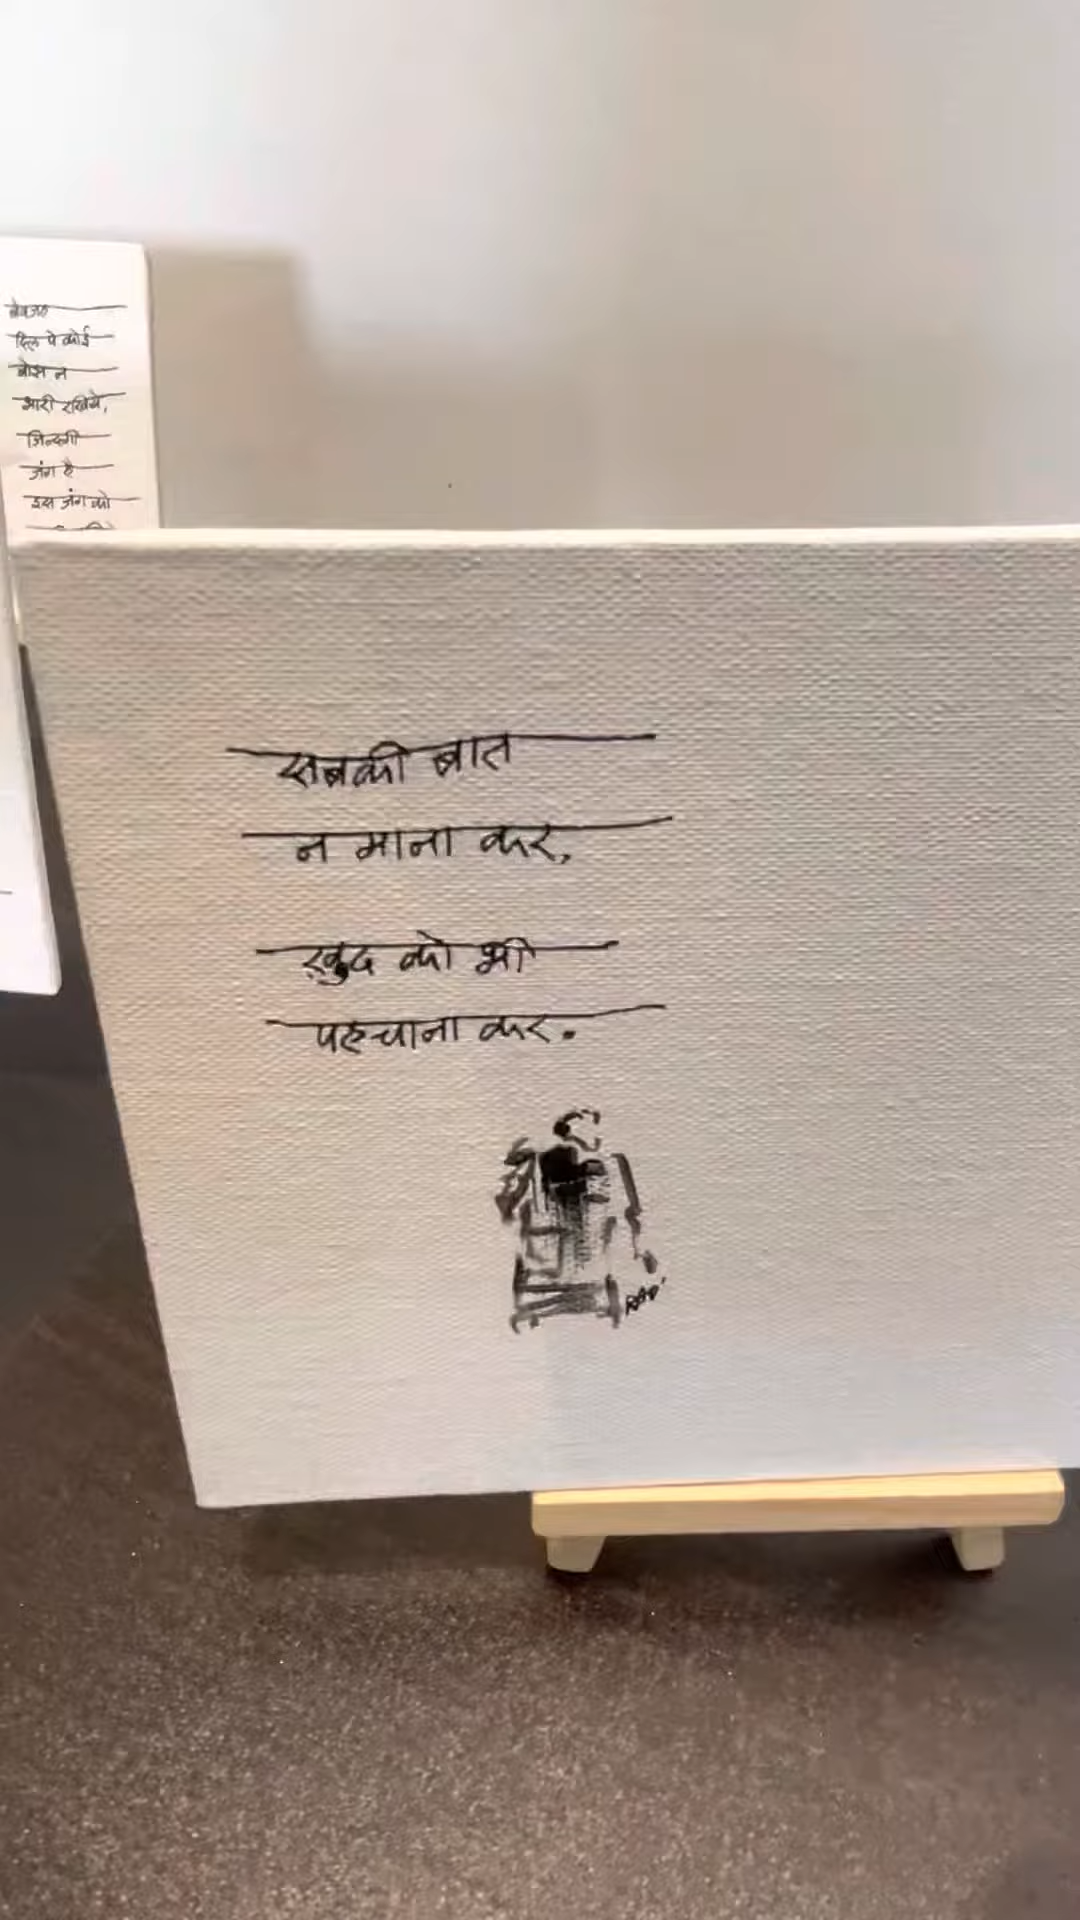 बेवजह
दिल पे कोई
बोझ न
भारी रखिये,
ज़िन्दगी
जंग है
इस जंग को
सबकी बात
न माना कर,
ख़ुद को भी
पहचाना कर.